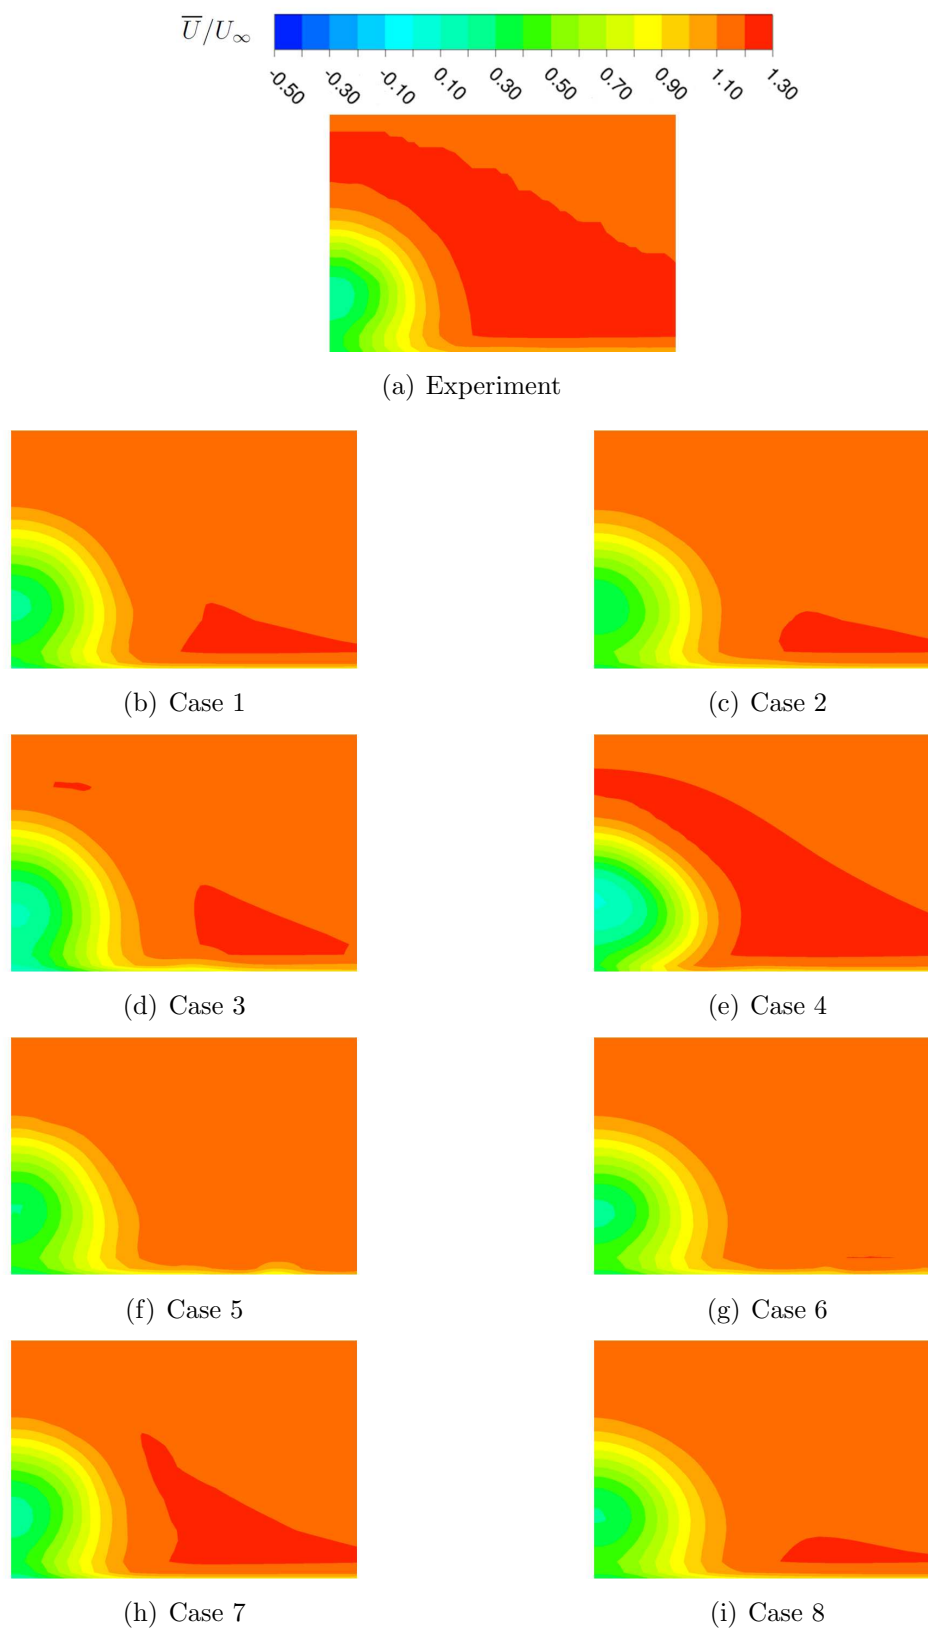 U̅/U∞
-0.50 -0.30 -0.10 0.10 0.30 0.50 0.70 0.90 1.10 1.30
(a) Experiment
(b) Case 1
(c) Case 2
(d) Case 3
(e) Case 4
(f) Case 5
(g) Case 6
(h) Case 7
(i) Case 8